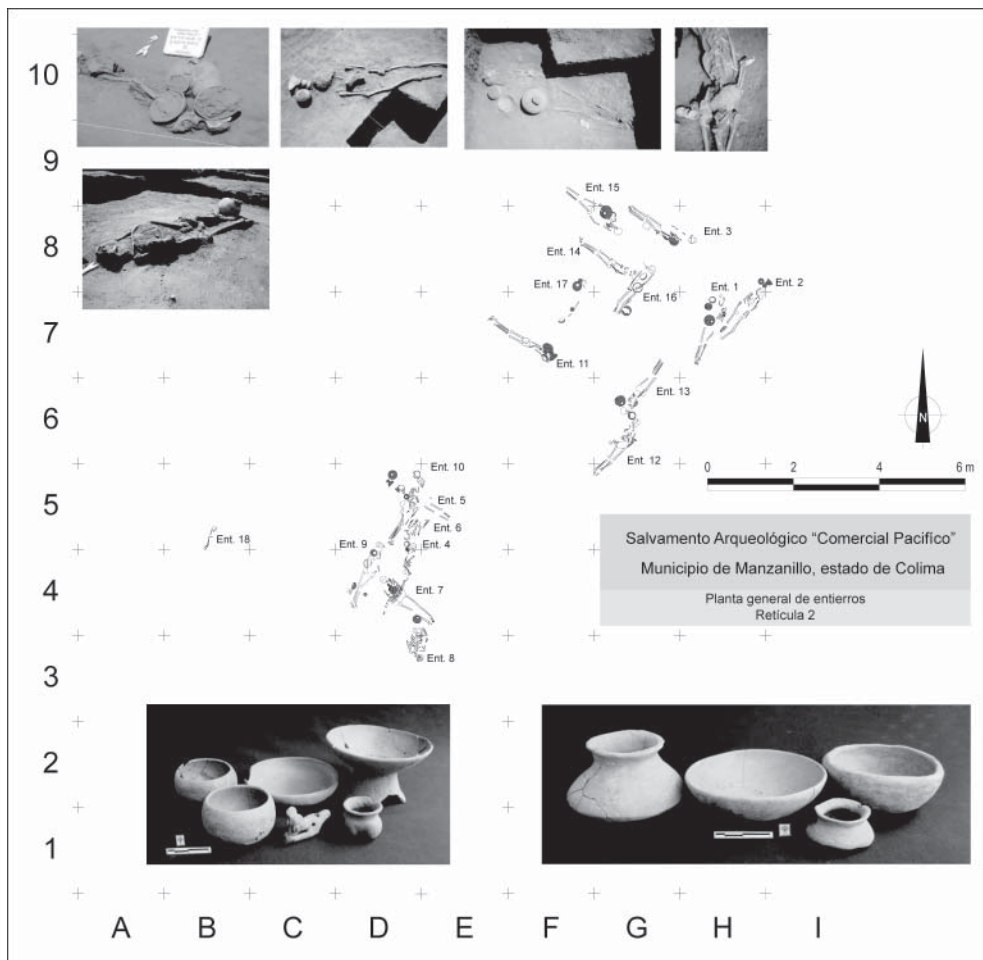 10
9
8
7
6
5
4
3
2
1
Ent. 15
Ent. 3
Ent. 14
Ent. 17
Ent. 16
Ent. 1
Ent. 2
Ent. 11
Ent. 13
Ent. 12
Ent. 10
Ent. 5
Ent. 6
Ent. 18
Ent. 9
Ent. 4
Ent. 7
Ent. 8
N
0 2 4 6 m
Salvamento Arqueológico "Comercial Pacifico"
Municipio de Manzanillo, estado de Colima
Planta general de entierros
Retícula 2
A B C D E F G H I